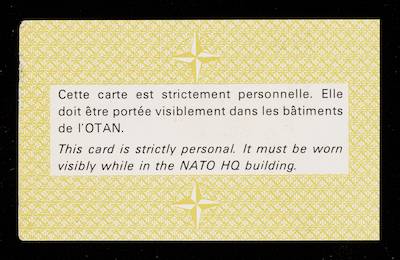 Cette carte est strictement personnelle. Elle
doit être portée visiblement dans les bâtiments
de l'OTAN.
This card is strictly personal. It must be worn
visibly while in the NATO HQ building.